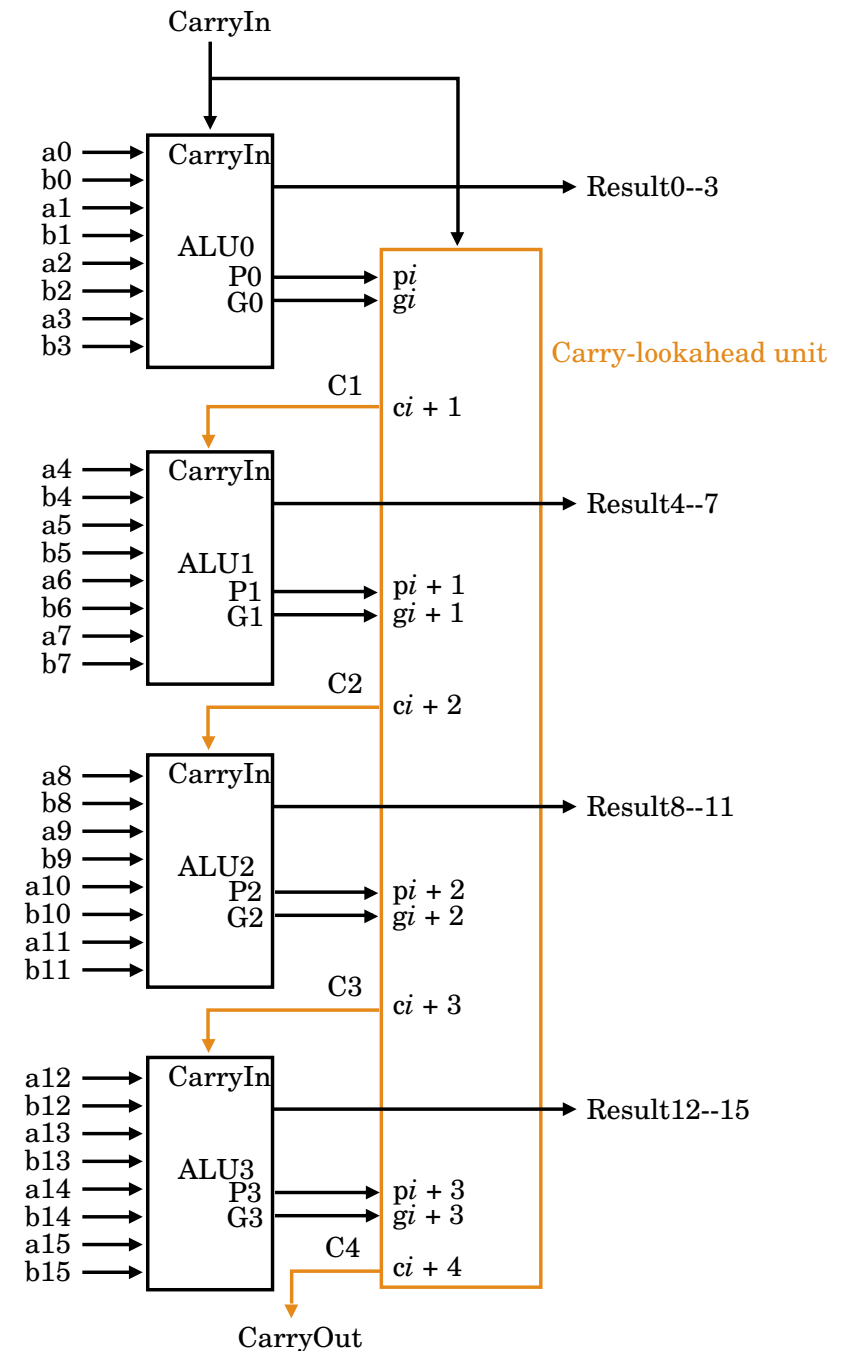 CarryIn
a0
b0
a1
b1
a2
b2
a3
b3
CarryIn
ALU0
P0
G0
Result0--3
pi
gi
Carry-lookahead unit
C1
ci + 1
a4
b4
a5
b5
a6
b6
a7
b7
CarryIn
ALU1
P1
G1
Result4--7
pi + 1
gi + 1
C2
ci + 2
a8
b8
a9
b9
a10
b10
a11
b11
CarryIn
ALU2
P2
G2
Result8--11
pi + 2
gi + 2
C3
ci + 3
a12
b12
a13
b13
a14
b14
a15
b15
CarryIn
ALU3
P3
G3
Result12--15
pi + 3
gi + 3
C4
ci + 4
CarryOut